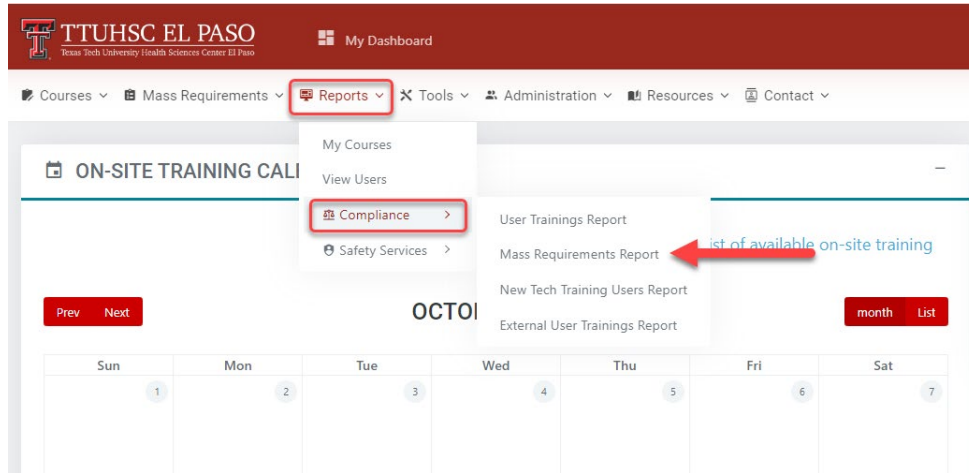 TTUHSC EL PASO
Texas Tech University Health Sciences Center El Paso
My Dashboard
Courses Mass Requirements Reports Tools Administration Resources Contact
My Courses
View Users
Compliance
Safety Services
User Trainings Report
Mass Requirements Report
New Tech Training Users Report
External User Trainings Report
ON-SITE TRAINING CALE
ist of available on-site training
Prev Next
OCTO
month List
Sun Mon Tue Wed Thu Fri Sat
1 2 3 4 5 6 7